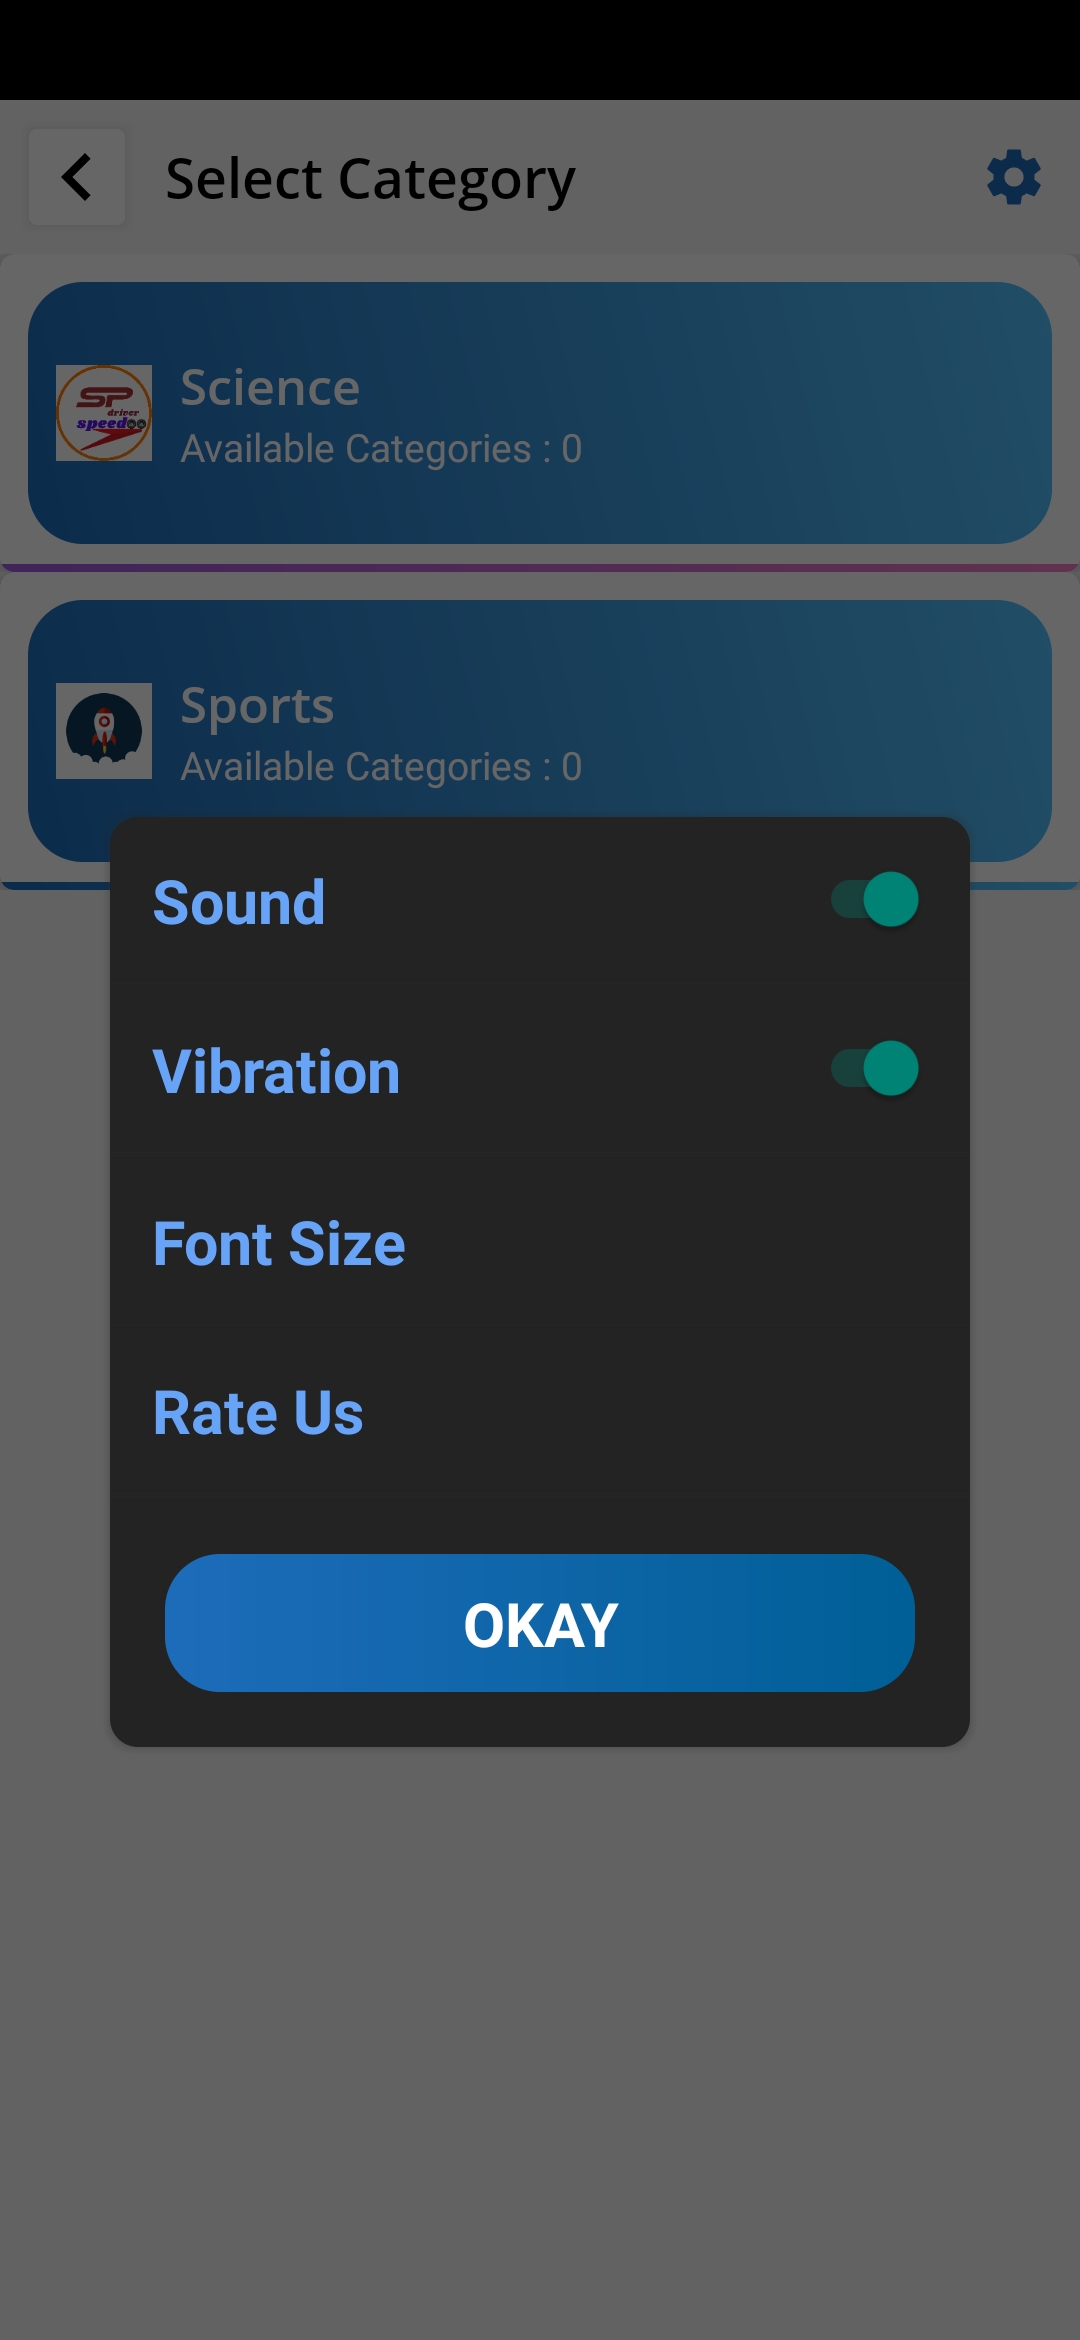 Select Category
SP
driver
speed
Science
Available Categories : 0
Sports
Available Categories : 0
Sound
Vibration
Font Size
Rate Us
OKAY